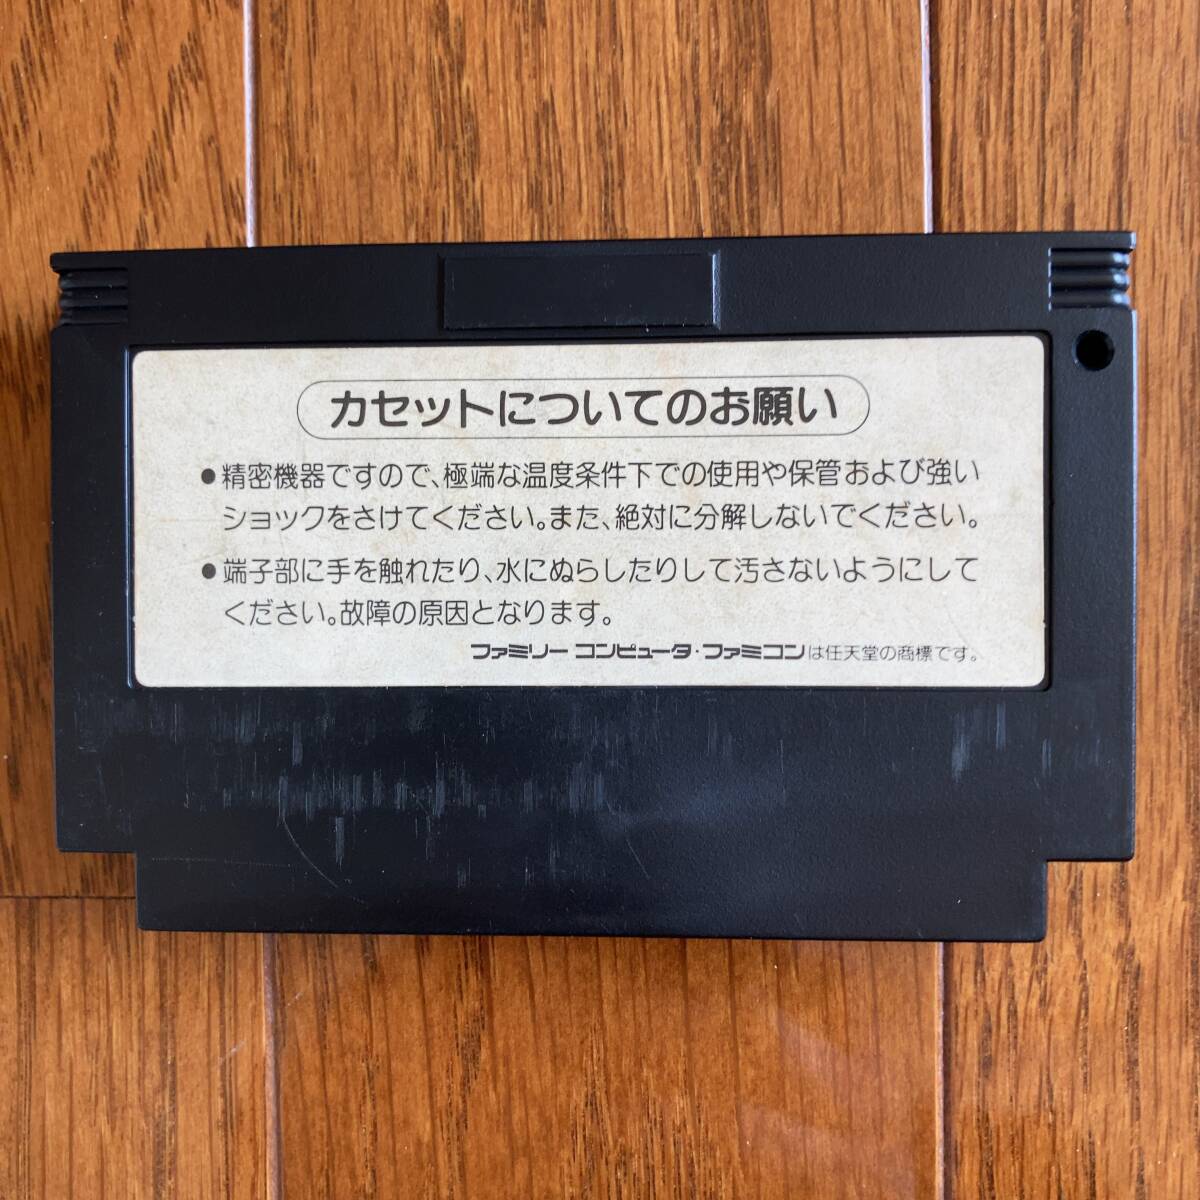 カセットについてのお願い
●精密機器ですので、極端な温度条件下での使用や保管および強い
ショックをさけてください。また、絶対に分解しないでください。
●端子部に手を触れたり、水にぬらしたりして汚さないようにして
ください。故障の原因となります。
ファミリーコンピュータ・ファミコンは任天堂の商標です。